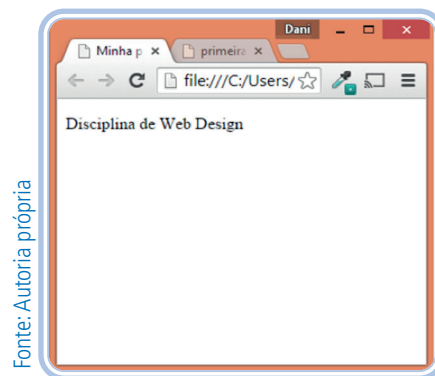 Dani
Minha p
primeira
file:///C:/Users/
Disciplina de Web Design
Fonte: Autoria própria